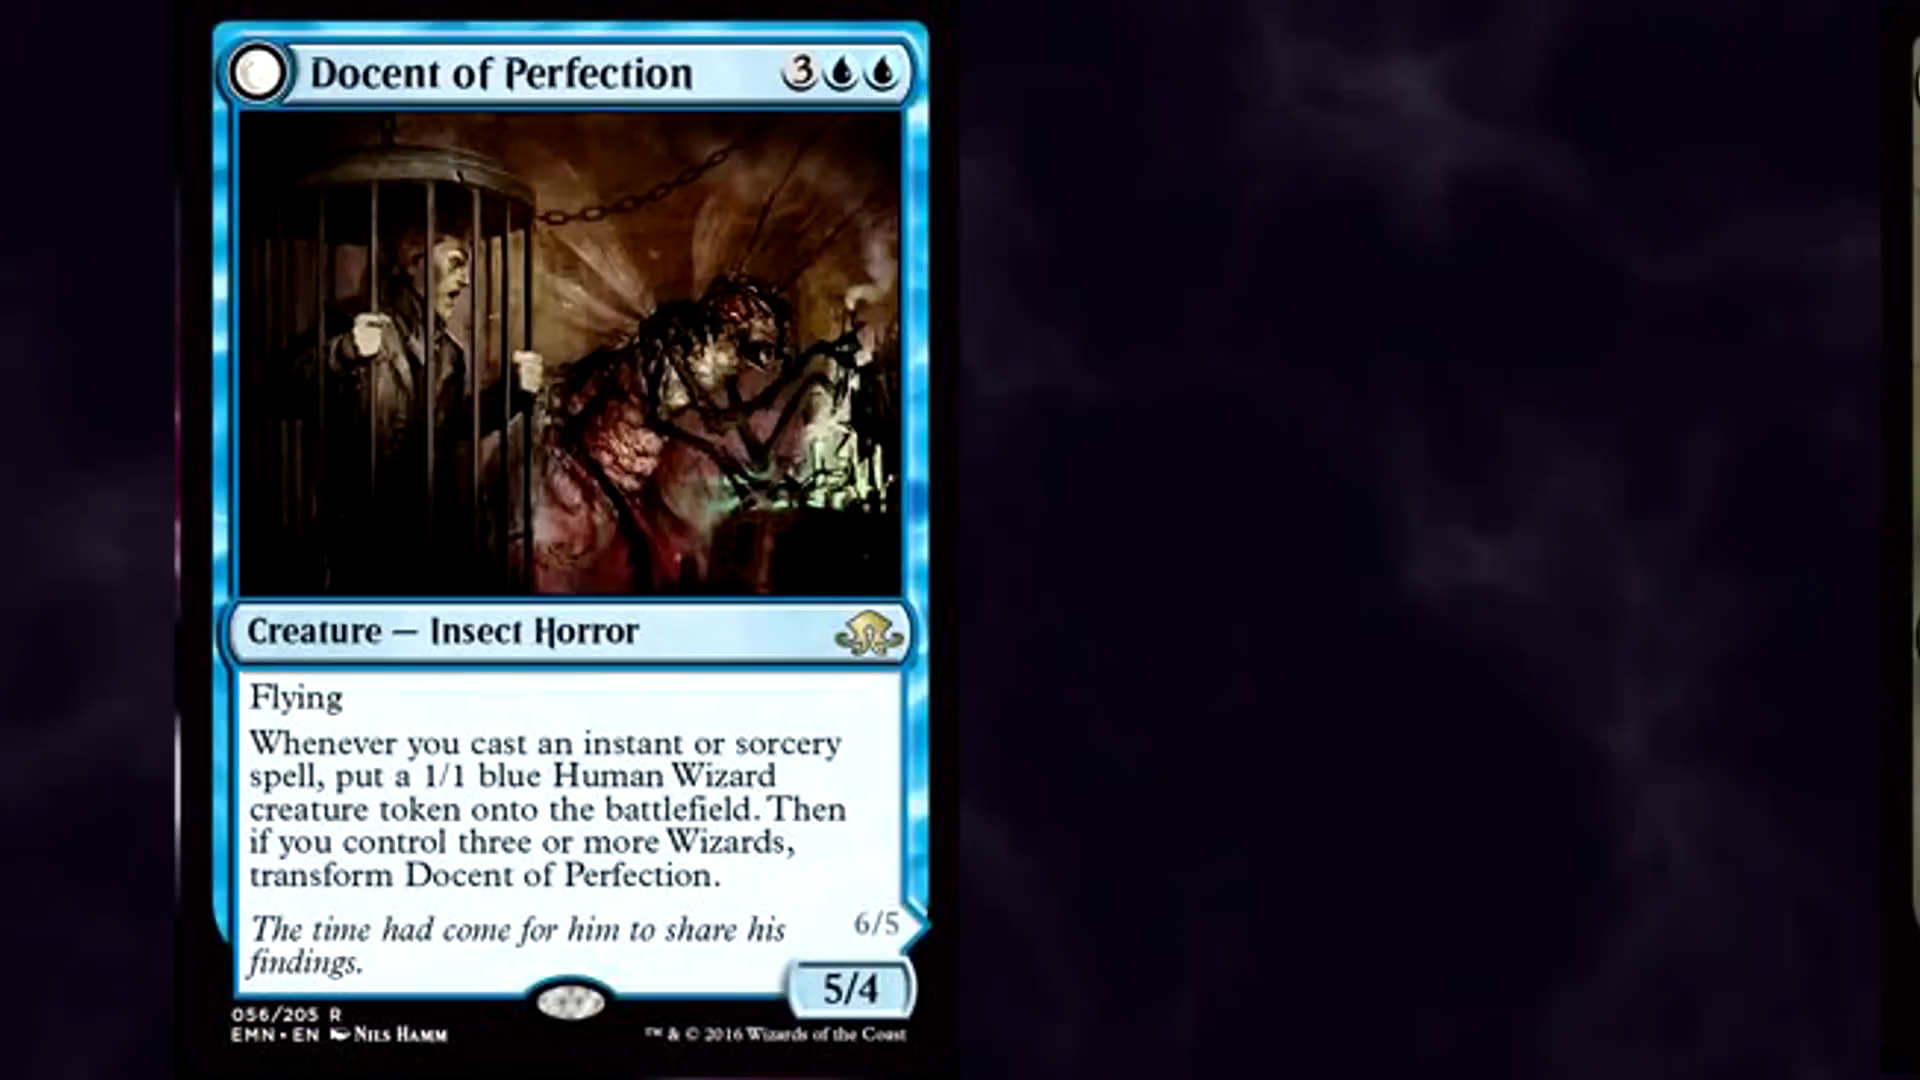 Docent of Perfection 3
Creature — Insect Horror
Flying
Whenever you cast an instant or sorcery
spell, put a 1/1 blue Human Wizard
creature token onto the battlefield. Then
if you control three or more Wizards,
transform Docent of Perfection.
The time had come for him to share his
findings.
6/5
5/4
056/205 R
EMN • EN Nils Hamm
™ & © 2016 Wizards of the Coast